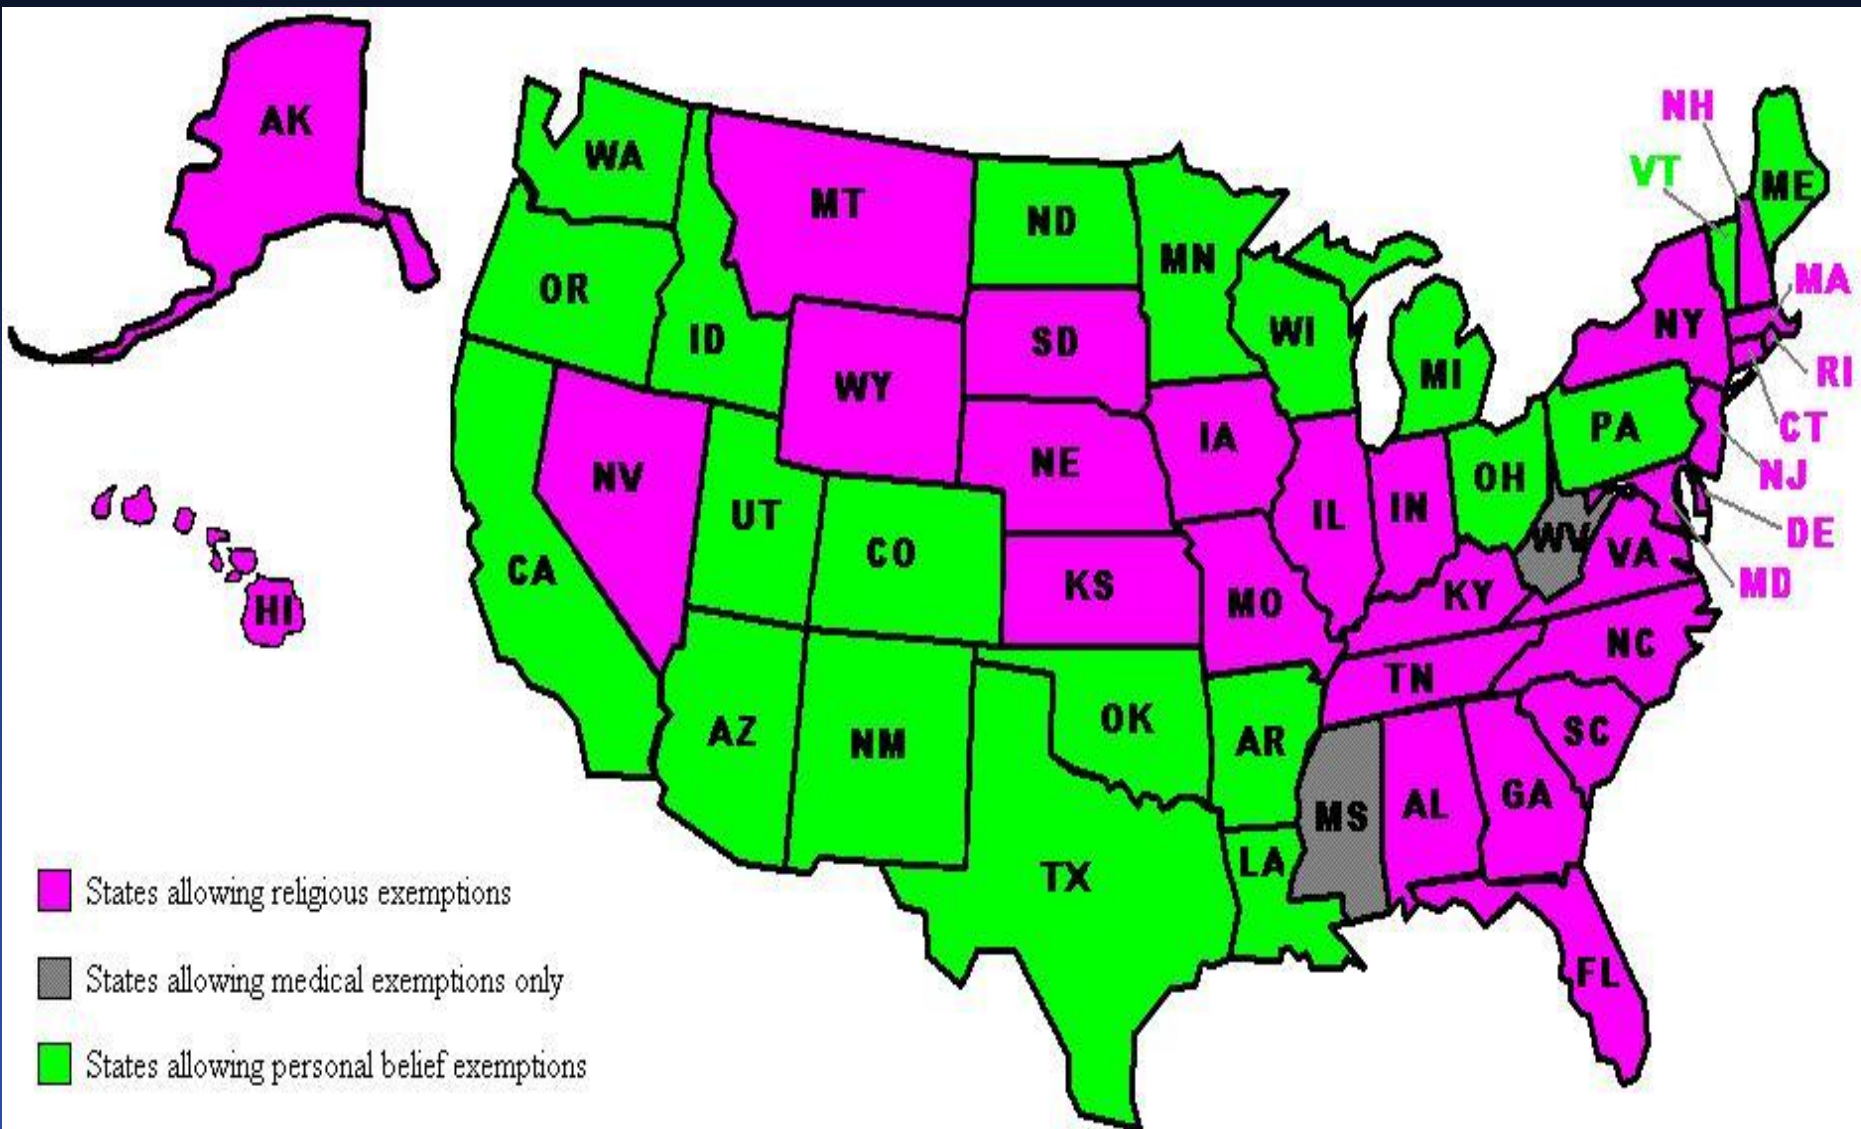 AK
WA
MT
ND
MN
OR
ID
WY
SD
WI
MI
NH
VT
ME
MA
NY
RI
CT
PA
NJ
DE
MD
NV
UT
CO
NE
IA
IL
IN
OH
WV
VA
CA
KS
MO
KY
NC
TN
SC
HI
AZ
NM
OK
AR
TX
LA
MS
AL
GA
FL
States allowing religious exemptions
States allowing medical exemptions only
States allowing personal belief exemptions